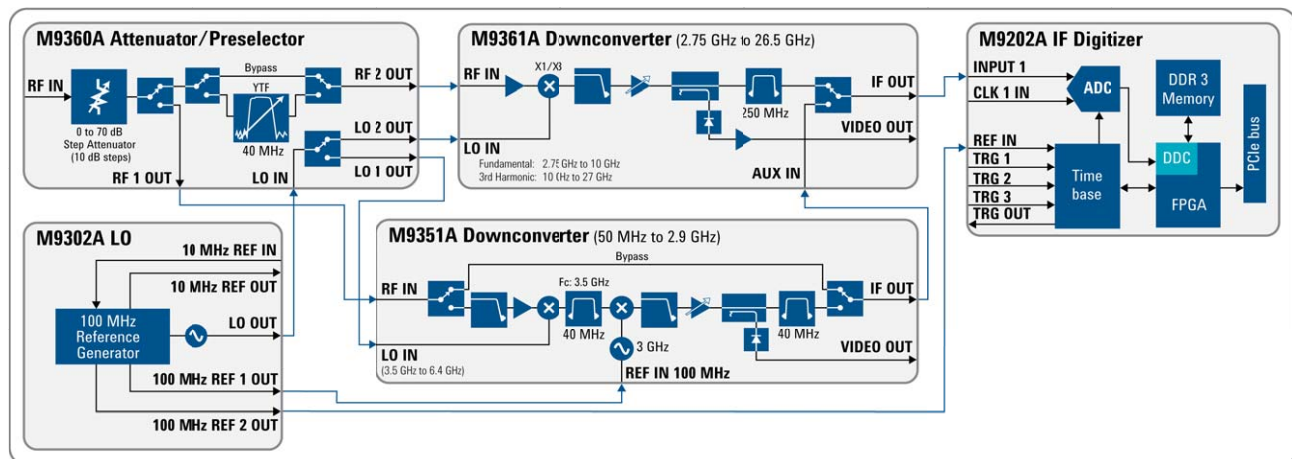 M9360A Attenuator/Preselector
RF IN
0 to 70 dB
Step Attenuator
(10 dB steps)
Bypass
YTF
40 MHz
RF 2 OUT
LO 2 OUT
LO 1 OUT
RF 1 OUT
LO IN
M9361A Downconverter (2.75 GHz to 26.5 GHz)
RF IN
X1/X3
250 MHz
IF OUT
VIDEO OUT
LO IN
Fundamental: 2.75 GHz to 10 GHz
3rd Harmonic: 10 GHz to 27 GHz
AUX IN
M9202A IF Digitizer
INPUT 1
CLK 1 IN
REF IN
TRG 1
TRG 2
TRG 3
TRG OUT
ADC
DDR 3
Memory
DDC
Time
base
FPGA
PCIe bus
M9302A LO
10 MHz REF IN
10 MHz REF OUT
100 MHz
Reference
Generator
LO OUT
100 MHz REF 1 OUT
100 MHz REF 2 OUT
M9351A Downconverter (50 MHz to 2.9 GHz)
Bypass
RF IN
Fc: 3.5 GHz
40 MHz
3 GHz
40 MHz
IF OUT
VIDEO OUT
LO IN
(3.5 GHz to 6.4 GHz)
REF IN 100 MHz